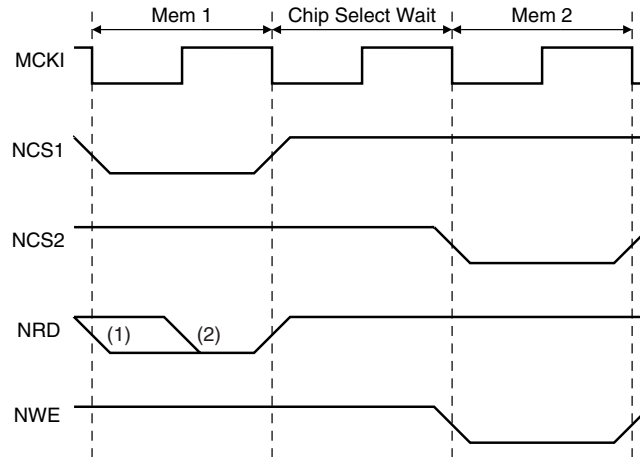 Mem 1 Chip Select Wait Mem 2
MCKI
NCS1
NCS2
NRD (1) (2)
NWE